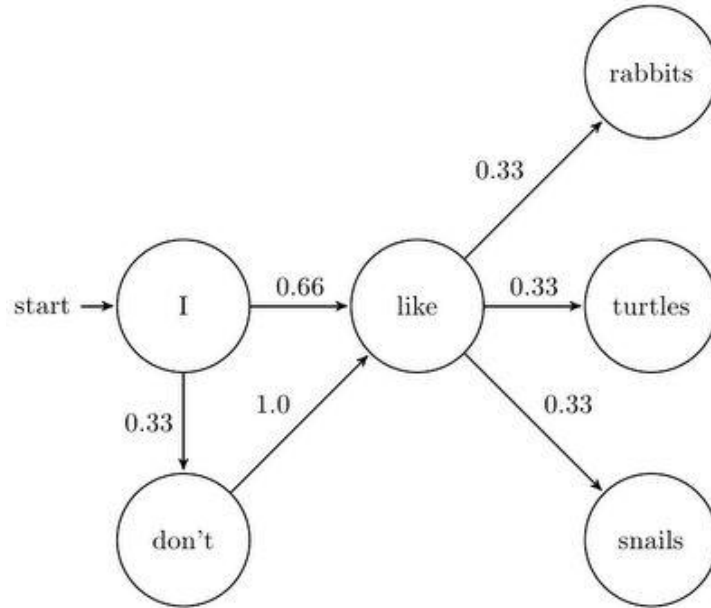 rabbits
0.33
start I 0.66 like 0.33 turtles
0.33 1.0 0.33
don't snails